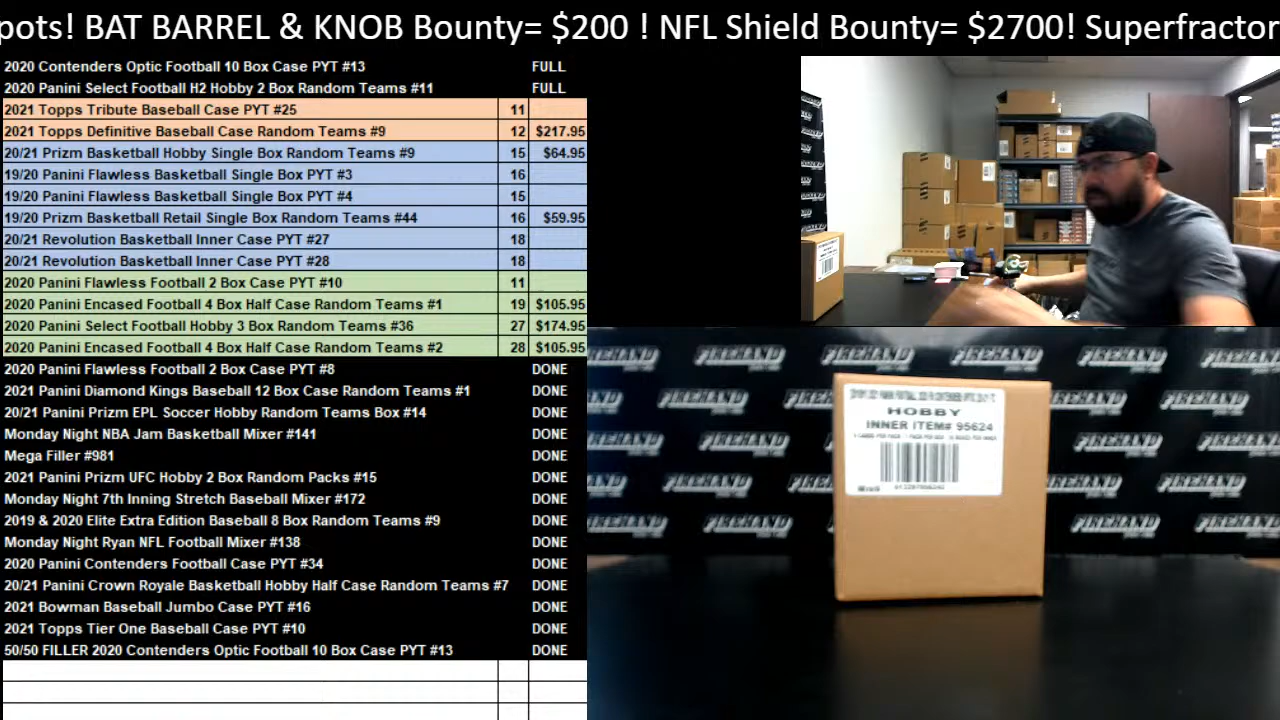 pots! BAT BARREL & KNOB Bounty= $200 ! NFL Shield Bounty= $2700! Superfractor
2020 Contenders Optic Football 10 Box Case PYT #13 FULL
2020 Panini Select Football H2 Hobby 2 Box Random Teams #11 FULL
2021 Topps Tribute Baseball Case PYT #25 11
2021 Topps Definitive Baseball Case Random Teams #9 12 $217.95
20/21 Prizm Basketball Hobby Single Box Random Teams #9 15 $64.95
19/20 Panini Flawless Basketball Single Box PYT #3 16
19/20 Panini Flawless Basketball Single Box PYT #4 15
19/20 Prizm Basketball Retail Single Box Random Teams #44 16 $59.95
20/21 Revolution Basketball Inner Case PYT #27 18
20/21 Revolution Basketball Inner Case PYT #28 18
2020 Panini Flawless Football 2 Box Case PYT #10 11
2020 Panini Encased Football 4 Box Half Case Random Teams #1 19 $105.95
2020 Panini Select Football Hobby 3 Box Random Teams #36 27 $174.95
2020 Panini Encased Football 4 Box Half Case Random Teams #2 28 $105.95
2020 Panini Flawless Football 2 Box Case PYT #8 DONE
2021 Panini Diamond Kings Baseball 12 Box Case Random Teams #1 DONE
20/21 Panini Prizm EPL Soccer Hobby Random Teams Box #14 DONE
Monday Night NBA Jam Basketball Mixer #141 DONE
Mega Filler #981 DONE
2021 Panini Prizm UFC Hobby 2 Box Random Packs #15 DONE
Monday Night 7th Inning Stretch Baseball Mixer #172 DONE
2019 & 2020 Elite Extra Edition Baseball 8 Box Random Teams #9 DONE
Monday Night Ryan NFL Football Mixer #138 DONE
2020 Panini Contenders Football Case PYT #34 DONE
20/21 Panini Crown Royale Basketball Hobby Half Case Random Teams #7 DONE
2021 Bowman Baseball Jumbo Case PYT #16 DONE
2021 Topps Tier One Baseball Case PYT #10 DONE
50/50 FILLER 2020 Contenders Optic Football 10 Box Case PYT #13 DONE
FIREHAND
HOBBY
INNER ITEM# 95624